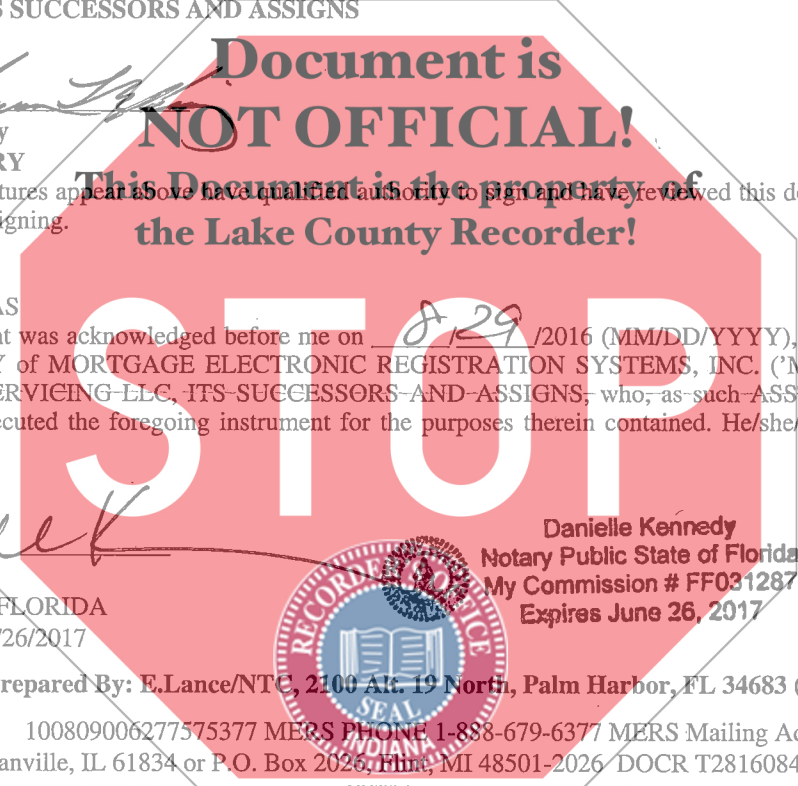 S SUCCESSORS AND ASSIGNS
Document is
NOT OFFICIAL!
y
RY
This Document is the property of
tures appear above have qualified authority to sign and have reviewed this do
igning.
the Lake County Recorder!
AS
STOP
nt was acknowledged before me on 8/29/2016 (MM/DD/YYYY),
Y of MORTGAGE ELECTRONIC REGISTRATION SYSTEMS, INC. ('M
ERVICING LLC, ITS SUCCESSORS AND ASSIGNS, who, as such ASS
ecuted the foregoing instrument for the purposes therein contained. He/she/
Danielle Kennedy
Notary Public State of Florida
My Commission # FF031287
Expires June 26, 2017
FLORIDA
/26/2017
RECORDER'S OFFICE
SEAL
INDIANA
repared By: E.Lance/NTC, 2100 Alt. 19 North, Palm Harbor, FL 34683 (
100809006277575377 MERS PHONE 1-888-679-6377 MERS Mailing Ad
anville, IL 61834 or P.O. Box 2026, Flint, MI 48501-2026 DOCR T2816084